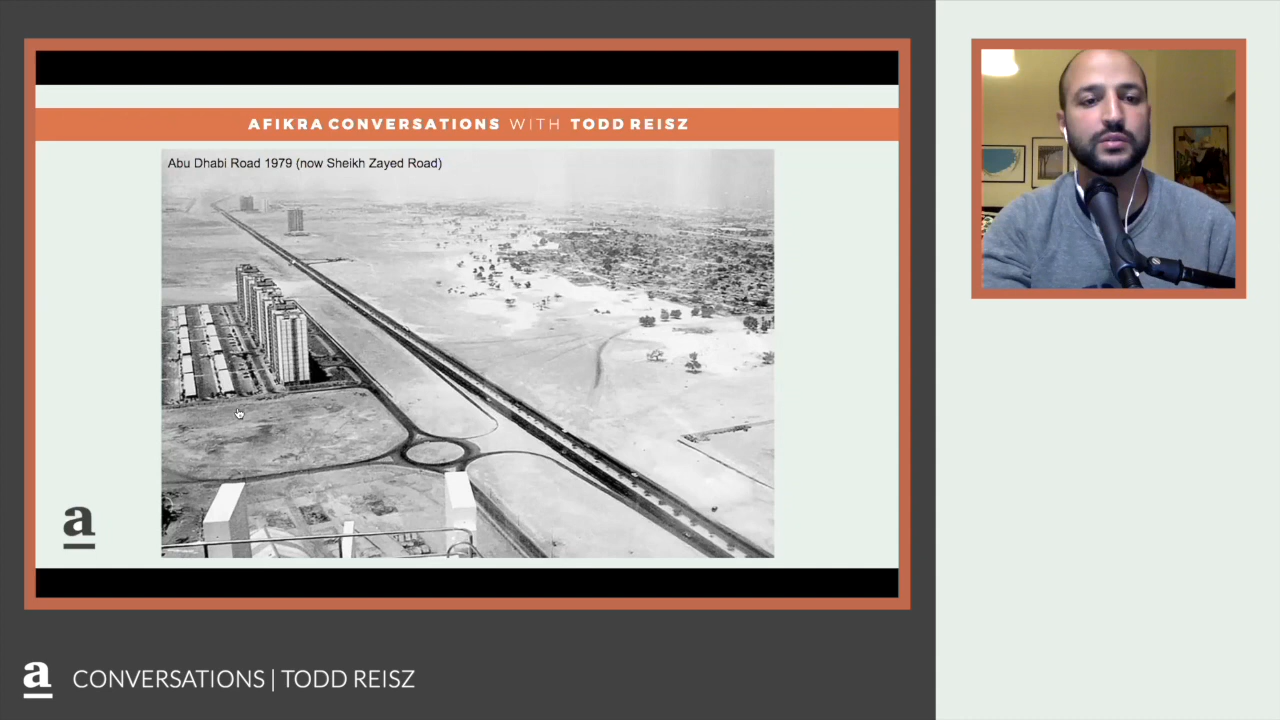 AFIKRA CONVERSATIONS WITH TODD REISZ
Abu Dhabi Road 1979 (now Sheikh Zayed Road)
a
a CONVERSATIONS | TODD REISZ